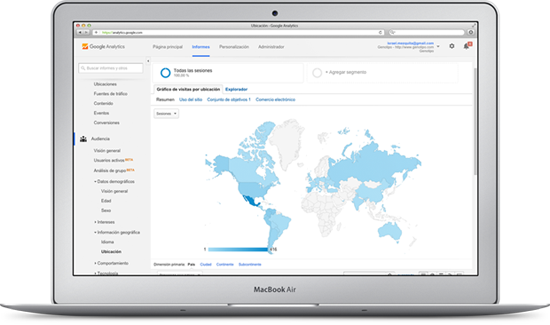 Ubicación - Google Analytics
analytics.google.com
Google Analytics
Página principal
Informes
Personalización
Administrador
Buscar informes y vistas
Todas las sesiones
100,00 %
+ Agregar segmento
Ubicaciones
Fuentes de tráfico
Contenido
Eventos
Conversiones
Audiencia
Visión general
Usuarios activos BETA
Análisis de grupo BETA
Datos demográficos
Visión general
Edad
Sexo
Intereses
Información geográfica
Idioma
Ubicación
Comportamiento
Tecnología
Gráfico de visitas por ubicación
Explorador
Resumen
Uso del sitio
Conjunto de objetivos 1
Comercio electrónico
Sesiones
1
416
Dimensión primaria: País
Ciudad
Continente
Subcontinente
MacBook Air